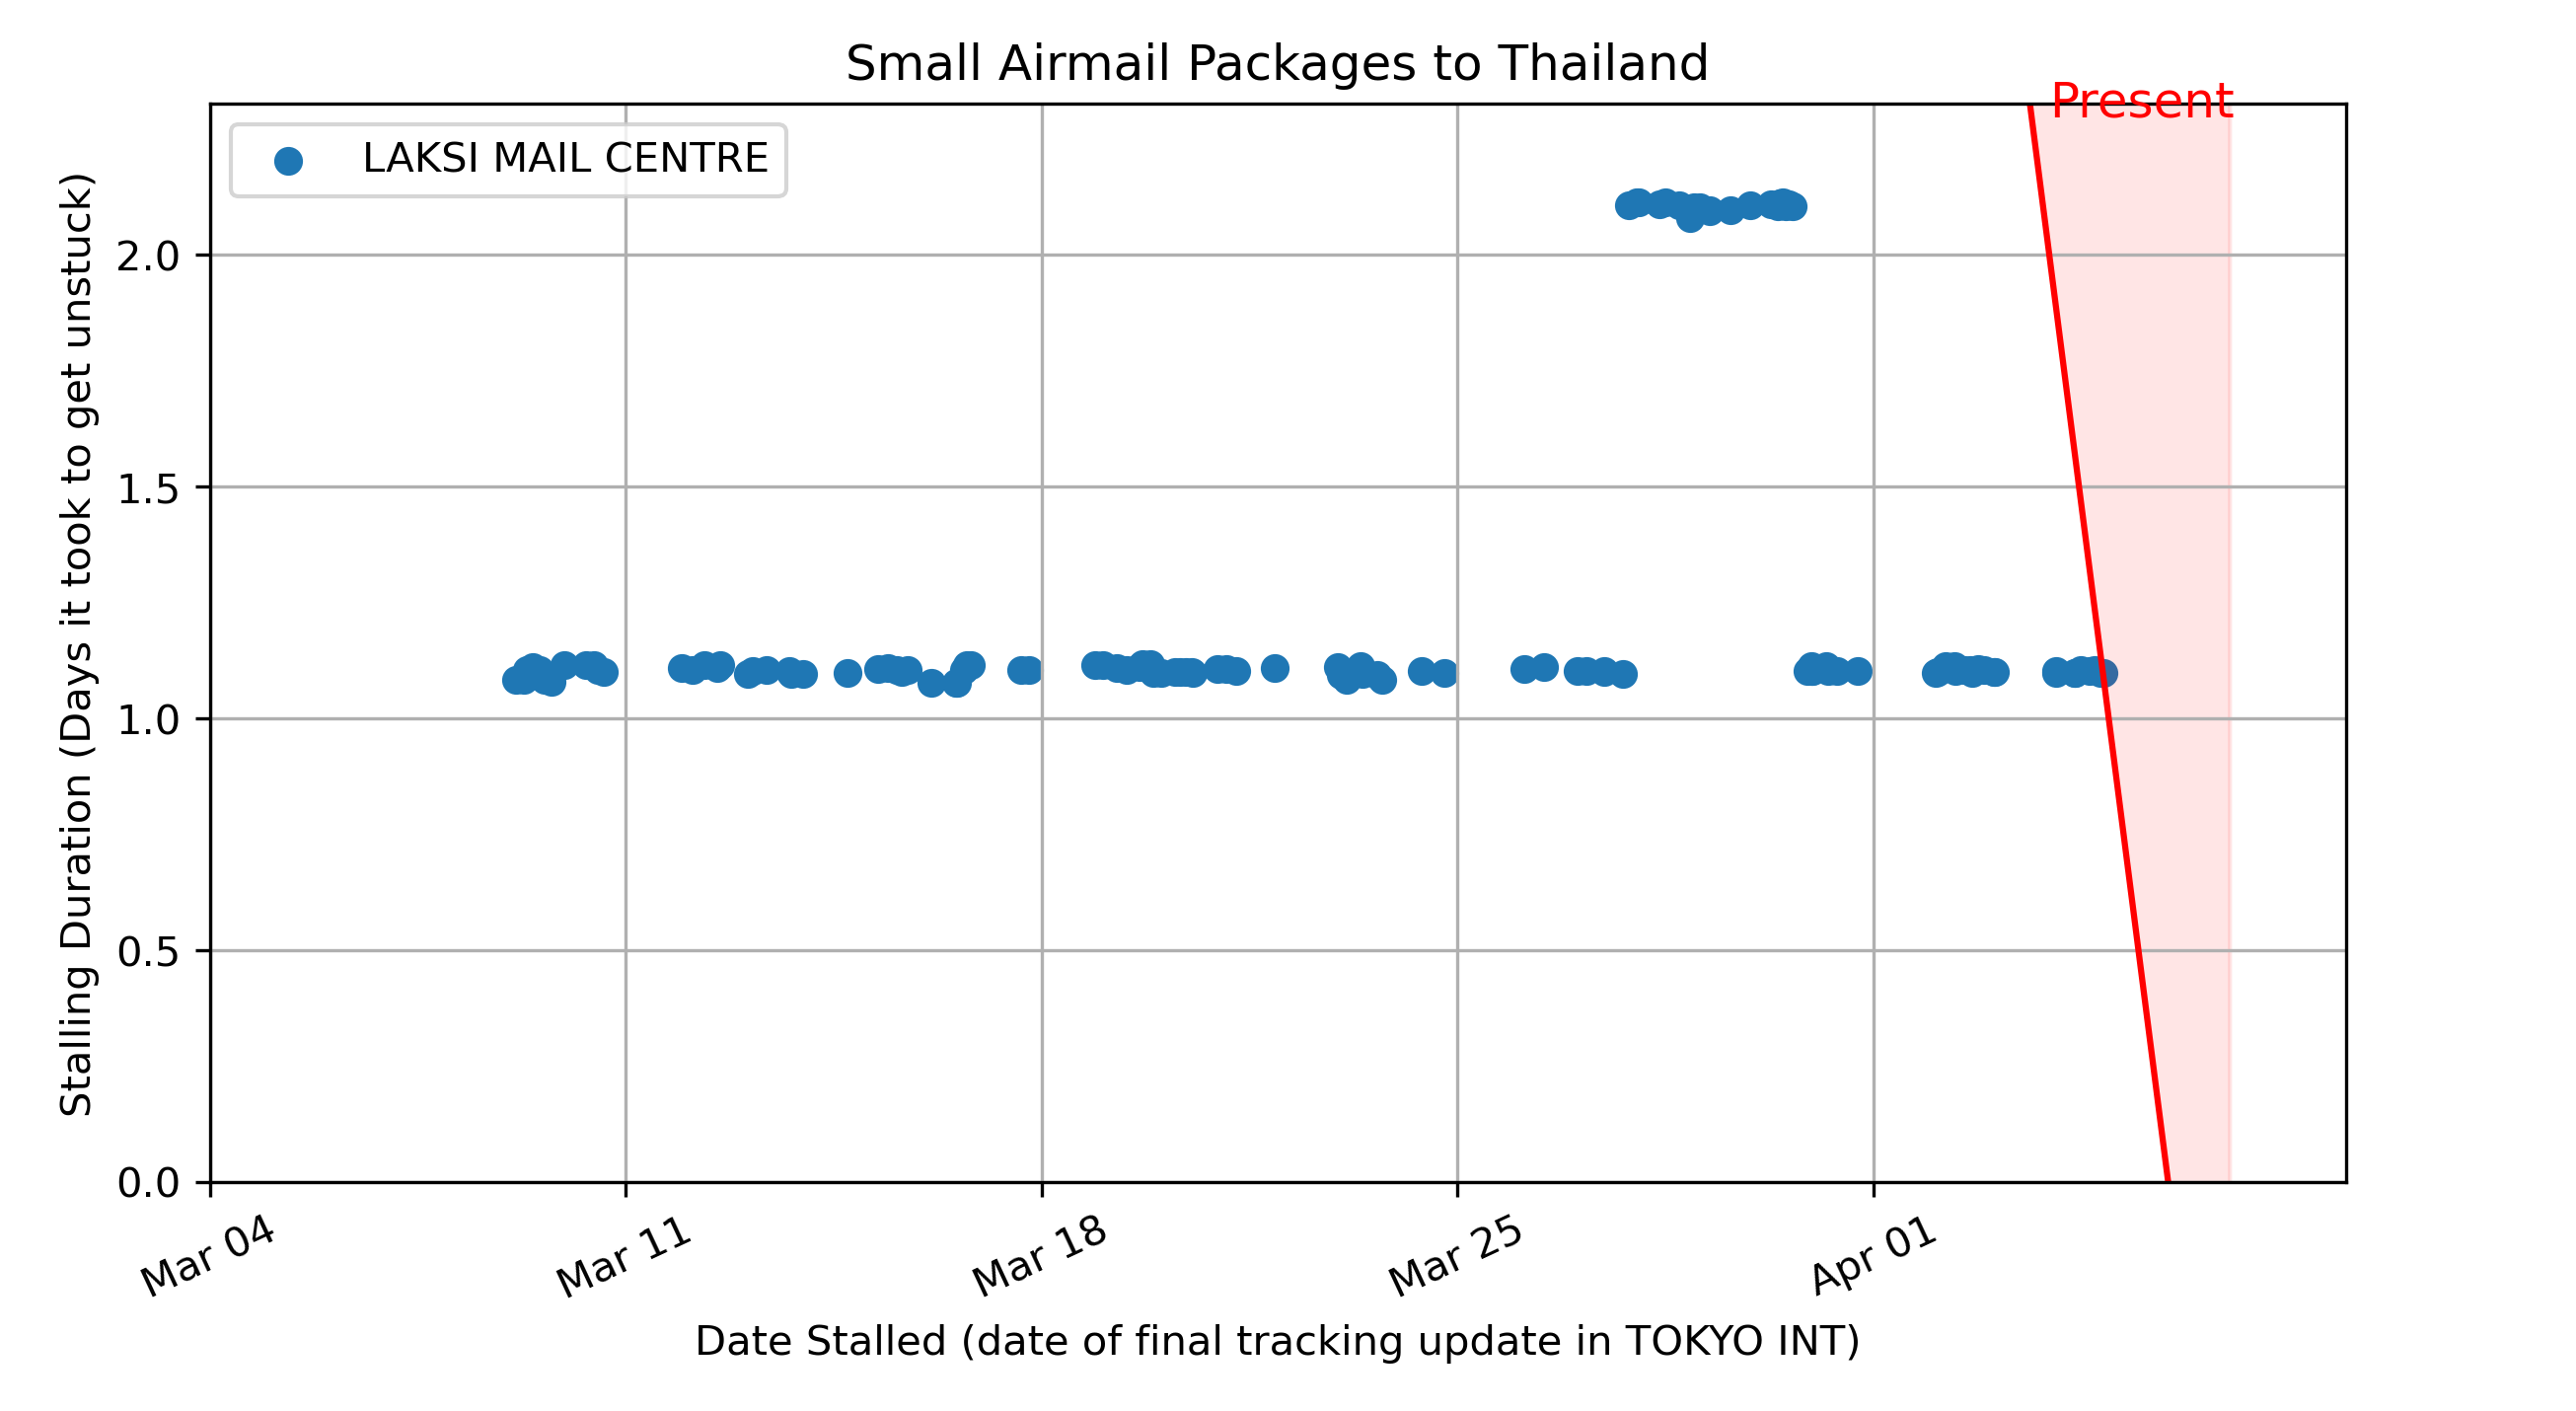 Small Airmail Packages to Thailand
Present
LAKSI MAIL CENTRE
Stalling Duration (Days it took to get unstuck)
2.0
1.5
1.0
0.5
0.0
Mar 04
Mar 11
Mar 18
Mar 25
Apr 01
Date Stalled (date of final tracking update in TOKYO INT)